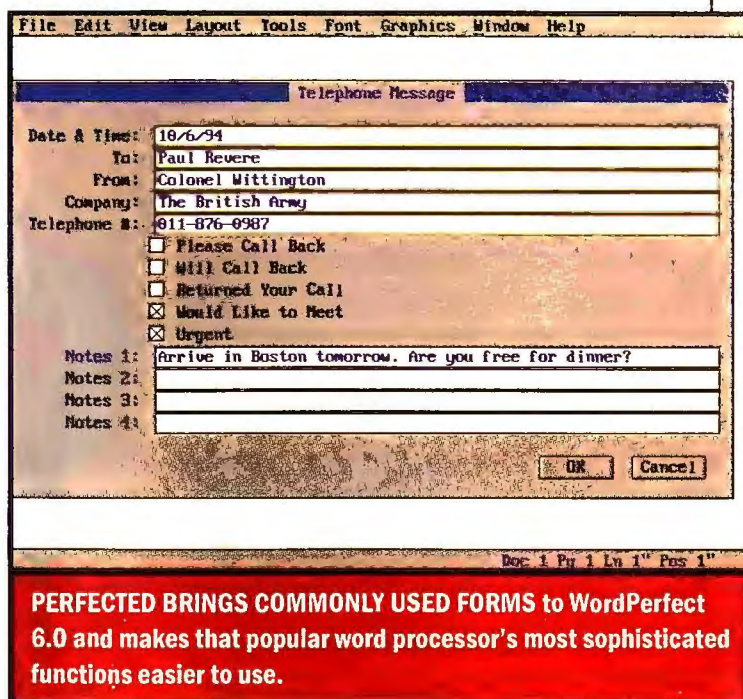 File Edit View Layout Tools Font Graphics Window Help
Telephone Message
Date & Time: 10/6/94
To: Paul Revere
From: Colonel Wittington
Company: The British Army
Telephone #: 011-876-0987
Please Call Back
Will Call Back
Returned Your Call
Would Like to Meet
Urgent
Notes 1: Arrive in Boston tomorrow. Are you free for dinner?
Notes 2:
Notes 3:
Notes 4:
OK Cancel
Doc 1 Pg 1 Ln 1" Pos 1"
PERFECTED BRINGS COMMONLY USED FORMS to WordPerfect
6.0 and makes that popular word processor's most sophisticated
functions easier to use.